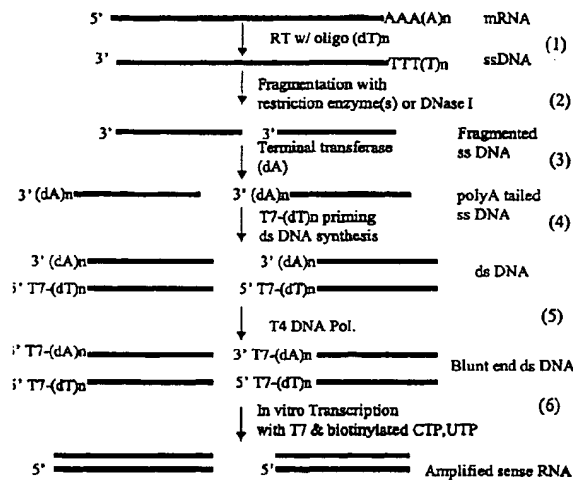 5' AAA(A)n mRNA
RT w/ oligo (dT)n (1)
3' TTT(T)n ssDNA
Fragmentation with
restriction enzyme(s) or DNase I (2)
3' 3' Fragmented
ss DNA
Terminal transferase
(dA) (3)
3' (dA)n 3' (dA)n polyA tailed
ss DNA
T7-(dT)n priming
ds DNA synthesis (4)
3' (dA)n 3' (dA)n ds DNA
5' T7-(dT)n 5' T7-(dT)n
T4 DNA Pol. (5)
3' T7-(dA)n 3' T7-(dA)n Blunt end ds DNA
5' T7-(dT)n 5' T7-(dT)n
In vitro Transcription
with T7 & biotinylated CTP,UTP (6)
5' 5' Amplified sense RNA